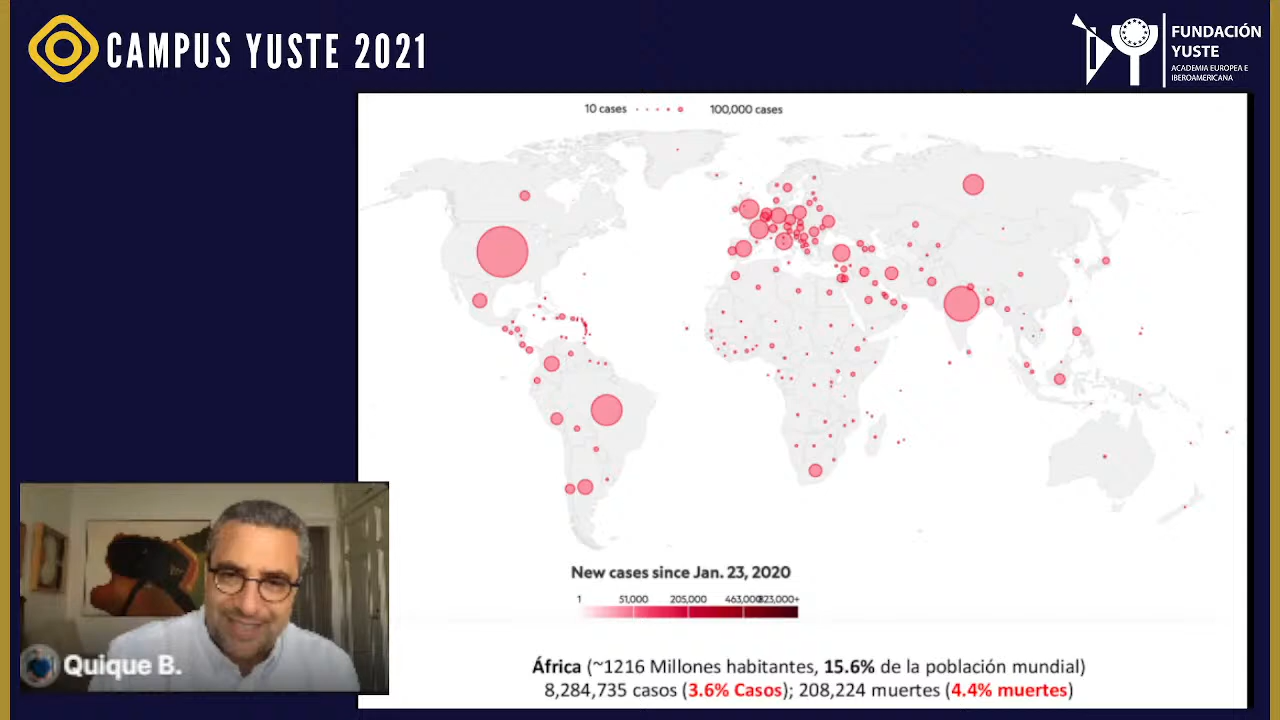 CAMPUS YUSTE 2021
FUNDACIÓN
YUSTE
ACADEMIA EUROPEA E
IBEROAMERICANA
10 cases
100,000 cases
New cases since Jan. 23, 2020
1 51,000 205,000 463,000 823,000+
África (~1216 Millones habitantes, 15.6% de la población mundial)
8,284,735 casos (3.6% Casos); 208,224 muertes (4.4% muertes)
Quique B.